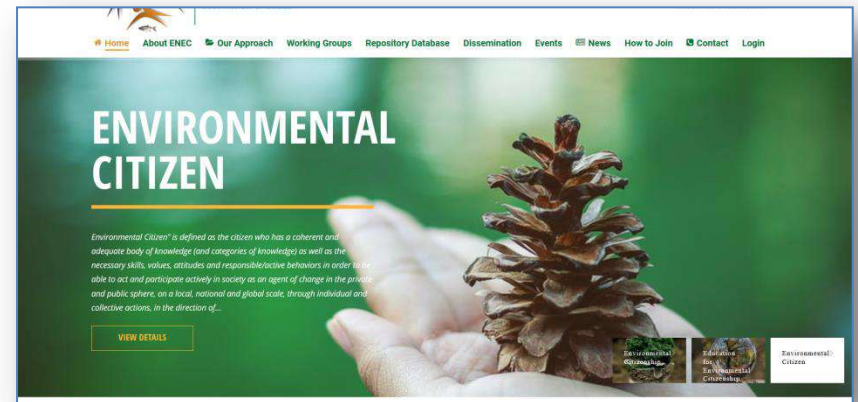 Home About ENEC Our Approach Working Groups Repository Database Dissemination Events News How to Join Contact Login
ENVIRONMENTAL
CITIZEN
Environmental Citizen" is defined as the citizen who has a coherent and
adequate body of knowledge (and categories of knowledge) as well as the
necessary skills, values, attitudes and responsible/active behaviors in order to be
able to act and participate actively in society as an agent of change in the private
and public sphere, on a local, national and global scale, through individual and
collective actions, in the direction of...
VIEW DETAILS
Environmental
Citizenship
Education
for
Environmental
Citizenship
Environmental
Citizen